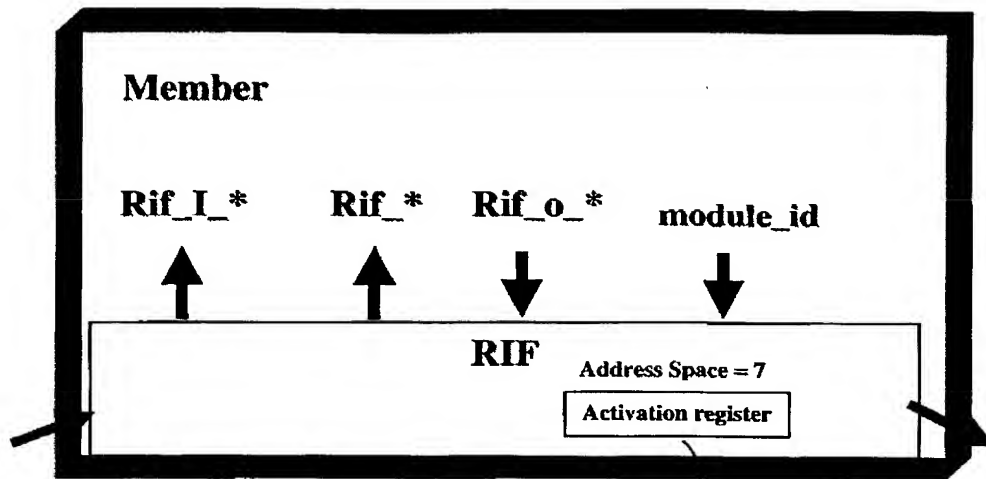 Member
Rif_I_* Rif_* Rif_o_* module_id
RIF
Address Space = 7
Activation register